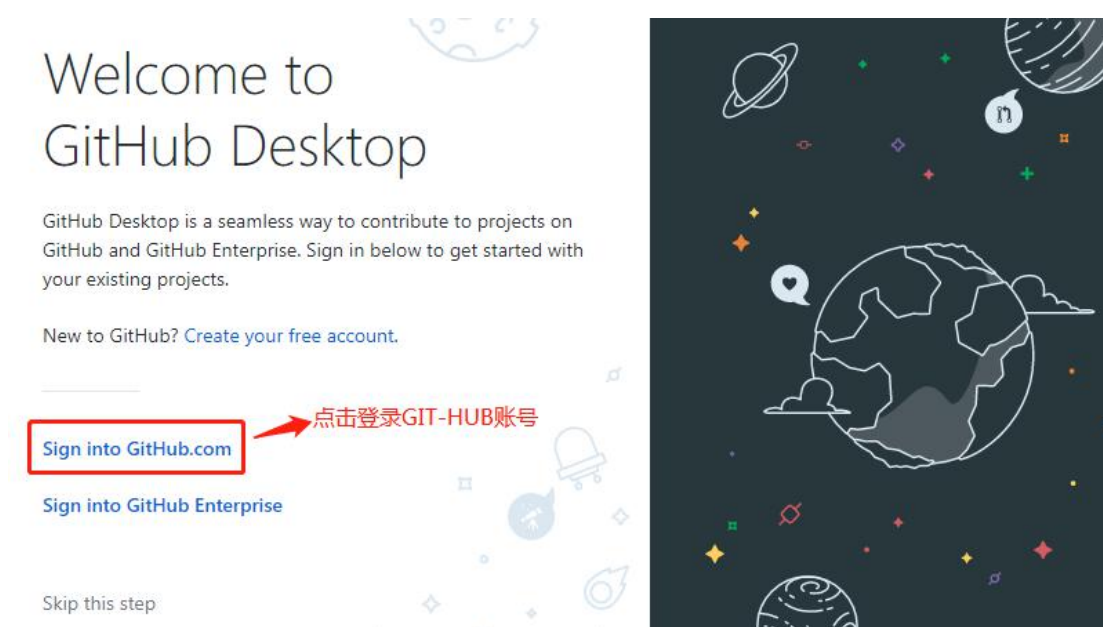 Welcome to
GitHub Desktop
GitHub Desktop is a seamless way to contribute to projects on
GitHub and GitHub Enterprise. Sign in below to get started with
your existing projects.
New to GitHub? Create your free account.
点击登录GIT-HUB账号
Sign into GitHub.com
Sign into GitHub Enterprise
Skip this step